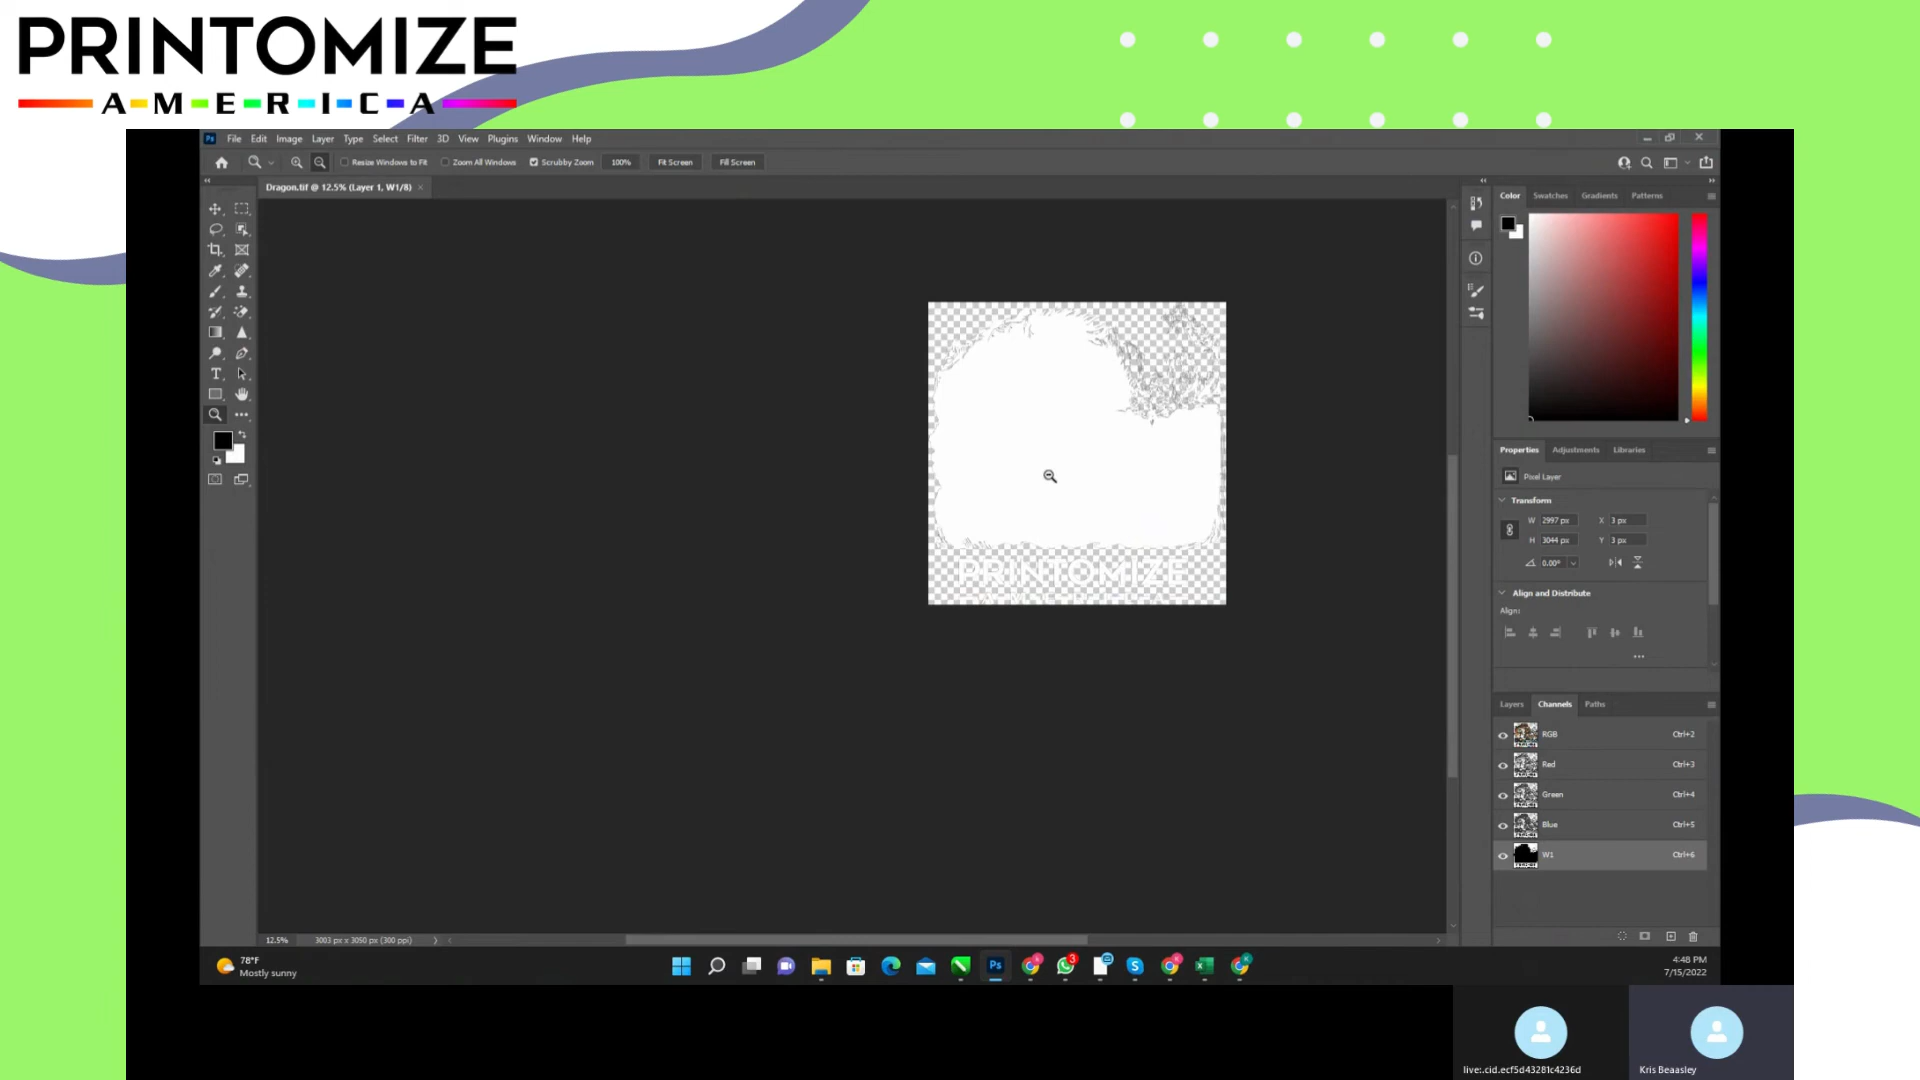 PRINTOMIZE
AMERICA
Ps File Edit Image Layer Type Select Filter 3D View Plugins Window Help
Resize Windows to Fit Zoom All Windows Scrubby Zoom 100% Fit Screen Fill Screen
Dragon.tif @ 12.5% (Layer 1, W1/8) ×
Color Swatches Gradients Patterns
Properties Adjustments Libraries
Pixel Layer
Transform
W 2997 px X 3 px
H 3044 px Y 3 px
0.00°
Align and Distribute
Align:
PRINTOMIZE
Layers Channels Paths
RGB Ctrl+2
Red Ctrl+3
Green Ctrl+4
Blue Ctrl+5
W1 Ctrl+6
12.5% 3003 px x 3050 px (300 ppi)
78°F
Mostly sunny
Ps
3
4:48 PM
7/15/2022
live:.cid.ecf5d43281c4236d
Kris Beaasley